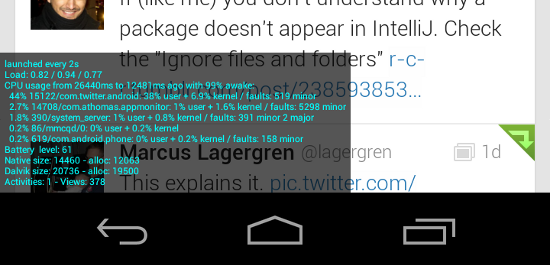 If (like me) you don't understand why a
package doesn't appear in IntelliJ. Check
the "Ignore files and folders" r-c-
post/238593853...
launched every 2s
Load: 0.82 / 0.94 / 0.77
CPU usage from 26440ms to 12481ms ago with 99% awake:
44% 15122/com.twitter.android: 38% user + 6.9% kernel / faults: 519 minor
2.7% 14708/com.athomas.appmonitor: 1% user + 1.6% kernel / faults: 5298 minor
1.8% 390/system_server: 1% user + 0.8% kernel / faults: 391 minor 2 major
0.2% 86/mmcqd/0: 0% user + 0.2% kernel
0.2% 619/com.android.phone: 0% user + 0.2% kernel / faults: 158 minor
Battery level: 61
Native size: 14460 - alloc: 12063
Dalvik size: 20736 - alloc: 19500
Activities: 1 - Views: 378
Marcus Lagergren @lagergren 1d
This explains it. pic.twitter.com/